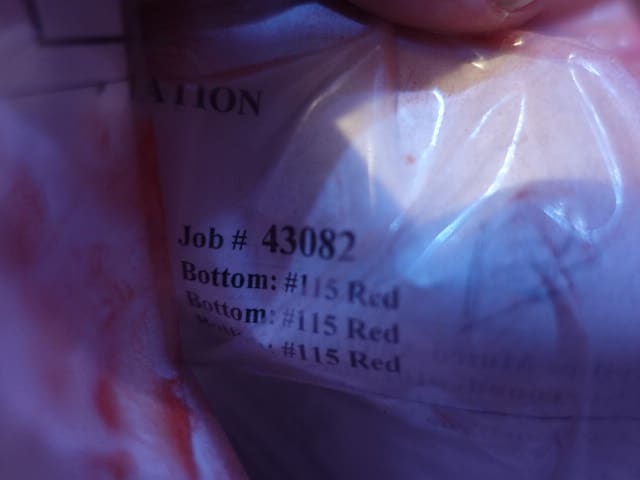 ATION
Job # 43082
Bottom: #115 Red
Bottom: #115 Red
#115 Red